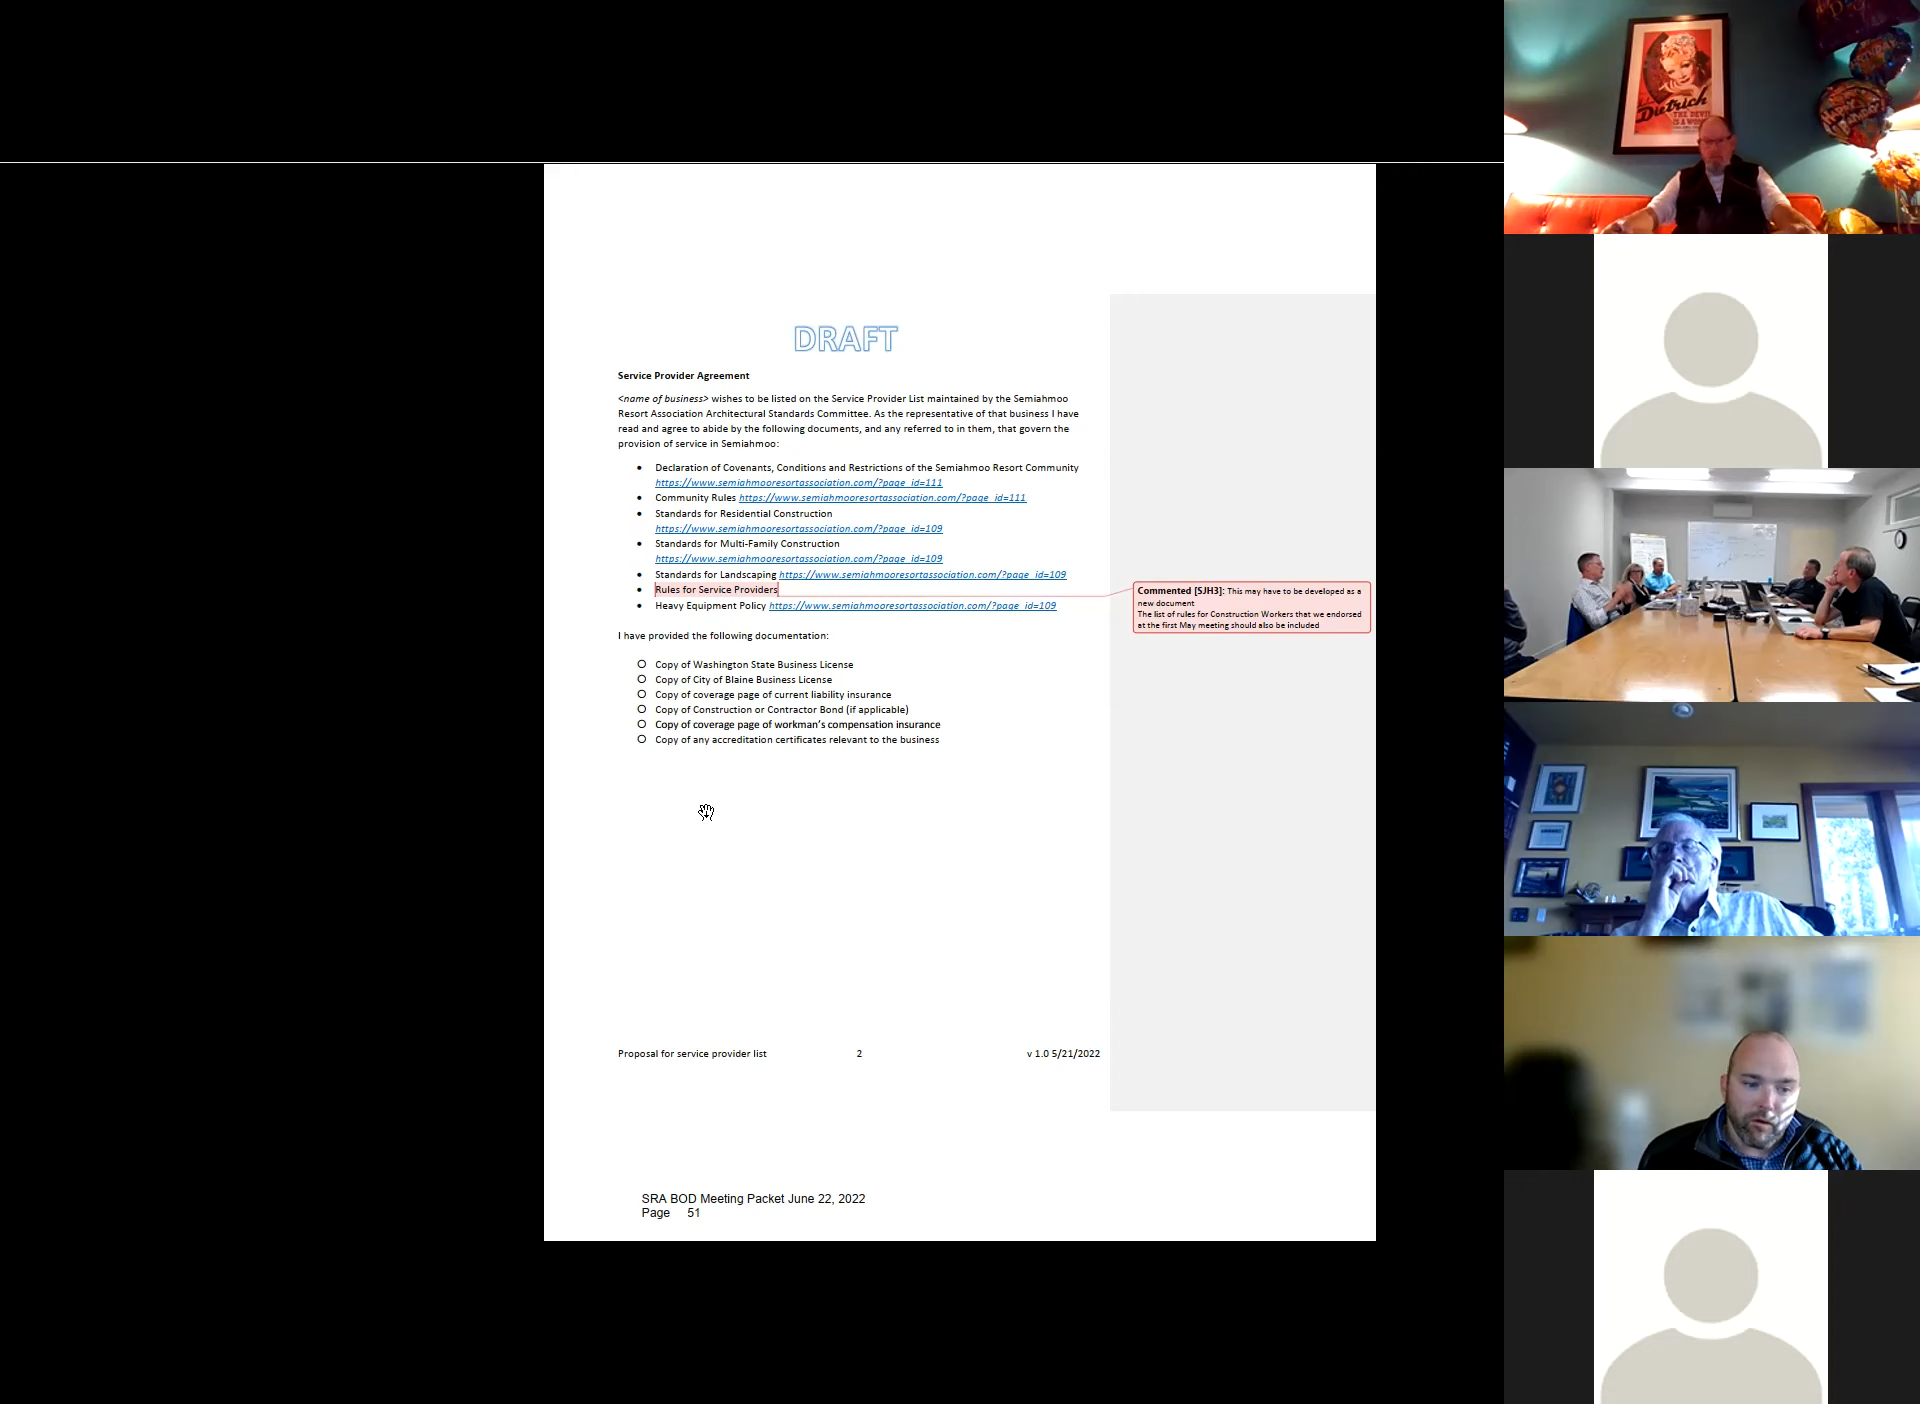 DRAFT
Service Provider Agreement
<name of business> wishes to be listed on the Service Provider List maintained by the Semiahmoo
Resort Association Architectural Standards Committee. As the representative of that business I have
read and agree to abide by the following documents, and any referred to in them, that govern the
provision of service in Semiahmoo:
• Declaration of Covenants, Conditions and Restrictions of the Semiahmoo Resort Community
https://www.semiahmooresortassociation.com/?page_id=111
• Community Rules https://www.semiahmooresortassociation.com/?page_id=111
• Standards for Residential Construction
https://www.semiahmooresortassociation.com/?page_id=109
• Standards for Multi-Family Construction
https://www.semiahmooresortassociation.com/?page_id=109
• Standards for Landscaping https://www.semiahmooresortassociation.com/?page_id=109
• Rules for Service Providers
• Heavy Equipment Policy https://www.semiahmooresortassociation.com/?page_id=109
Commented [SJH3]: This may have to be developed as a
new document
The list of rules for Construction Workers that we endorsed
at the first May meeting should also be included
I have provided the following documentation:
O Copy of Washington State Business License
O Copy of City of Blaine Business License
O Copy of coverage page of current liability insurance
O Copy of Construction or Contractor Bond (if applicable)
O Copy of coverage page of workman's compensation insurance
O Copy of any accreditation certificates relevant to the business
Proposal for service provider list 2 v 1.0 5/21/2022
SRA BOD Meeting Packet June 22, 2022
Page 51
Dietrich
THE DEVIL
IS A WOMAN